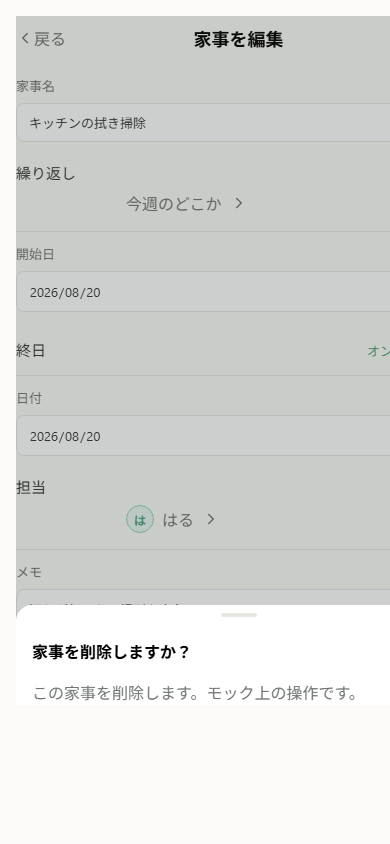 戻る
家事を編集
家事名
キッチンの拭き掃除
繰り返し
今週のどこか
開始日
2026/08/20
終日
オン
日付
2026/08/20
担当
は はる
メモ
家事を削除しますか？
この家事を削除します。モック上の操作です。